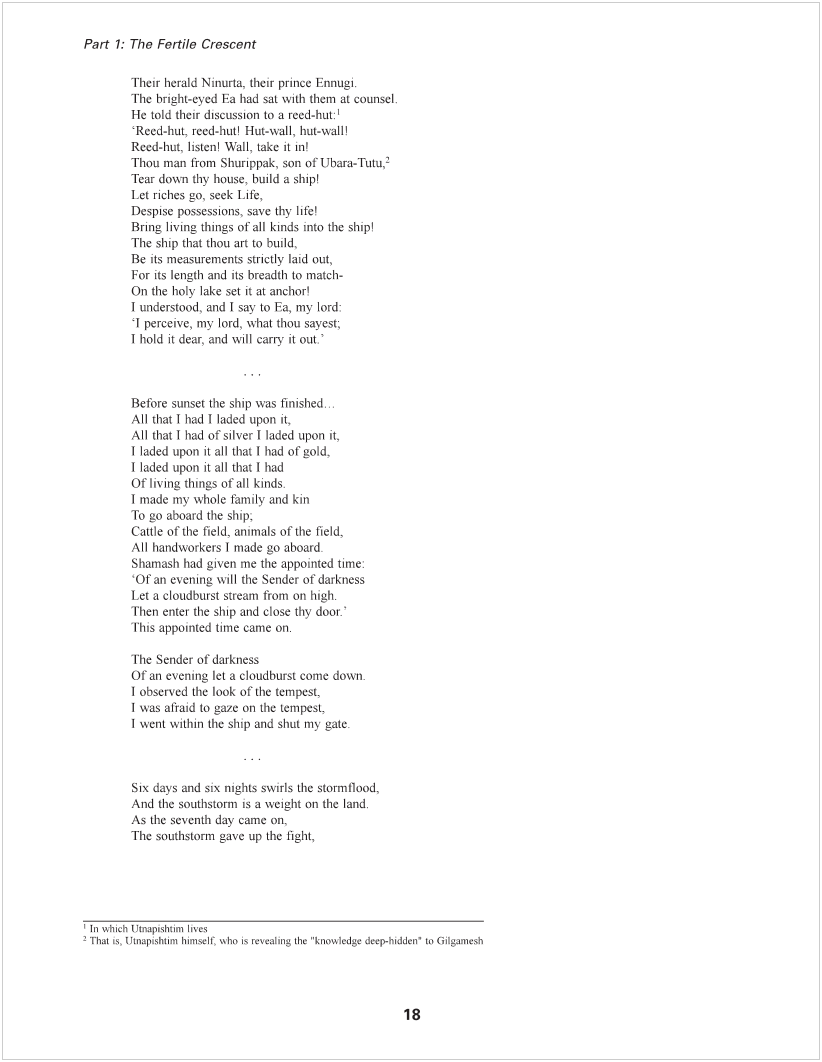 Part 1: The Fertile Crescent
Their herald Ninurta, their prince Ennugi.
The bright-eyed Ea had sat with them at counsel.
He told their discussion to a reed-hut:1
‘Reed-hut, reed-hut! Hut-wall, hut-wall!
Reed-hut, listen! Wall, take it in!
Thou man from Shurippak, son of Ubara-Tutu,2
Tear down thy house, build a ship!
Let riches go, seek Life,
Despise possessions, save thy life!
Bring living things of all kinds into the ship!
The ship that thou art to build,
Be its measurements strictly laid out,
For its length and its breadth to match-
On the holy lake set it at anchor!
I understood, and I say to Ea, my lord:
‘I perceive, my lord, what thou sayest;
I hold it dear, and will carry it out.’
. . .
Before sunset the ship was finished…
All that I had I laded upon it,
All that I had of silver I laded upon it,
I laded upon it all that I had of gold,
I laded upon it all that I had
Of living things of all kinds.
I made my whole family and kin
To go aboard the ship;
Cattle of the field, animals of the field,
All handworkers I made go aboard.
Shamash had given me the appointed time:
‘Of an evening will the Sender of darkness
Let a cloudburst stream from on high.
Then enter the ship and close thy door.’
This appointed time came on.
The Sender of darkness
Of an evening let a cloudburst come down.
I observed the look of the tempest,
I was afraid to gaze on the tempest,
I went within the ship and shut my gate.
. . .
Six days and six nights swirls the stormflood,
And the southstorm is a weight on the land.
As the seventh day came on,
The southstorm gave up the fight,
1 In which Utnapishtim lives
2 That is, Utnapishtim himself, who is revealing the "knowledge deep-hidden" to Gilgamesh
18